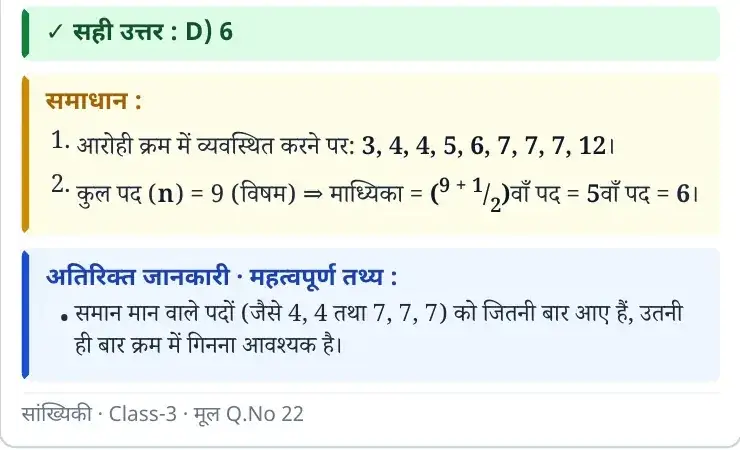 ✓ सही उत्तर : D) 6
समाधान :
1. आरोही क्रम में व्यवस्थित करने पर: 3, 4, 4, 5, 6, 7, 7, 7, 12।
2. कुल पद (n) = 9 (विषम) ⇒ माध्यिका = (9 + 1/2)वाँ पद = 5वाँ पद = 6।
अतिरिक्त जानकारी · महत्वपूर्ण तथ्य :
• समान मान वाले पदों (जैसे 4, 4 तथा 7, 7, 7) को जितनी बार आए हैं, उतनी
ही बार क्रम में गिनना आवश्यक है।
सांख्यिकी · Class-3 · मूल Q.No 22